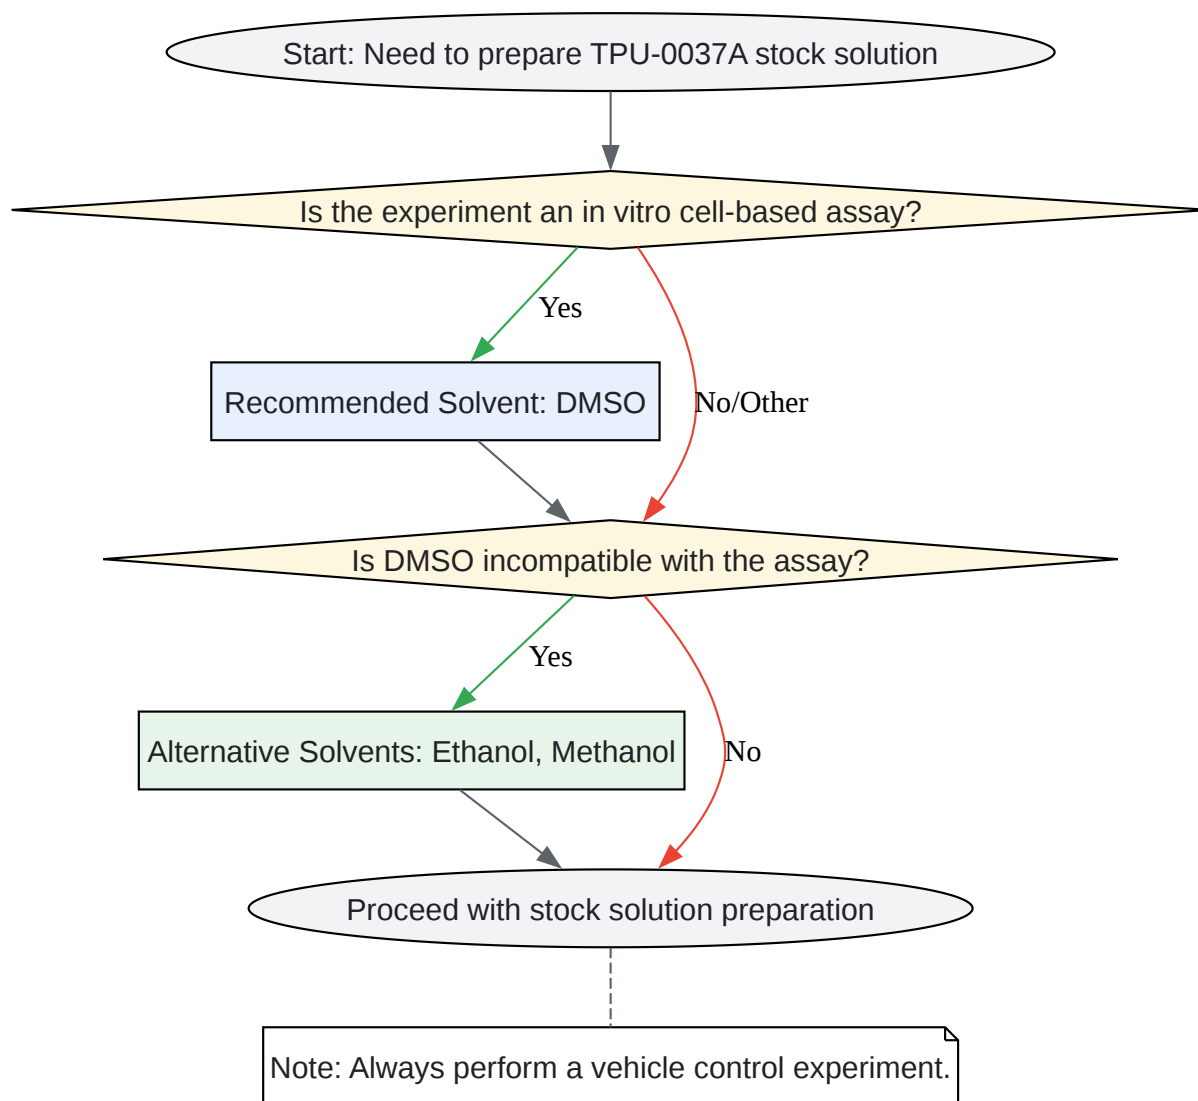 Start: Need to prepare TPU-0037A stock solution
Is the experiment an in vitro cell-based assay?
Yes
Recommended Solvent: DMSO
No/Other
Is DMSO incompatible with the assay?
Yes
Alternative Solvents: Ethanol, Methanol
No
Proceed with stock solution preparation
Note: Always perform a vehicle control experiment.